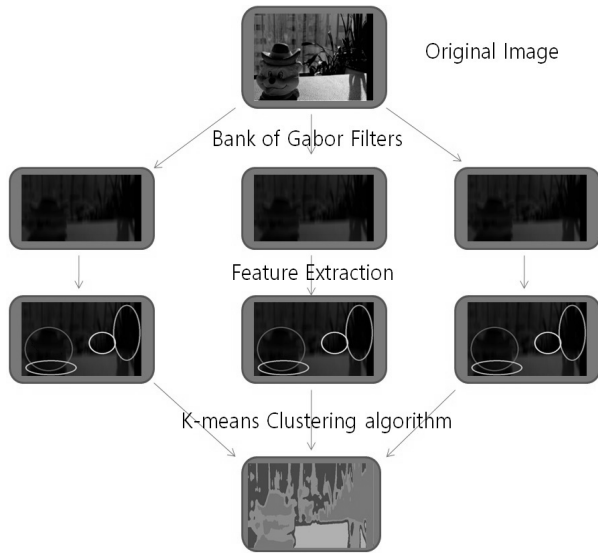 Original Image
Bank of Gabor Filters
Feature Extraction
K-means Clustering algorithm